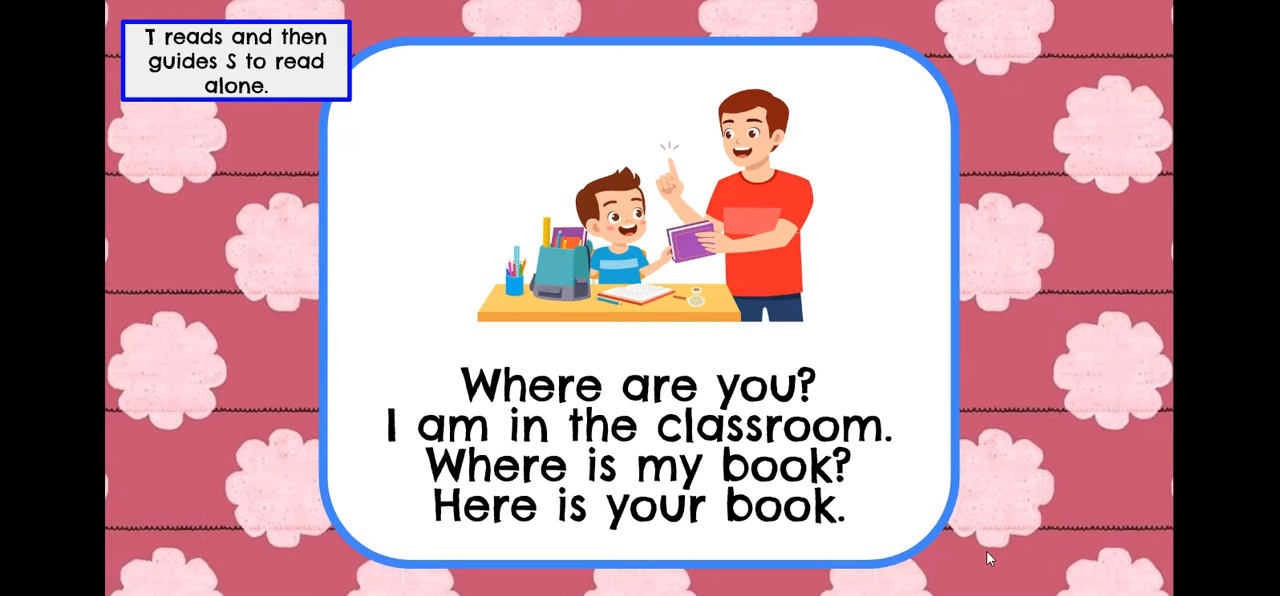 T reads and then
guides S to read
alone.
Where are you?
I am in the classroom.
Where is my book?
Here is your book.